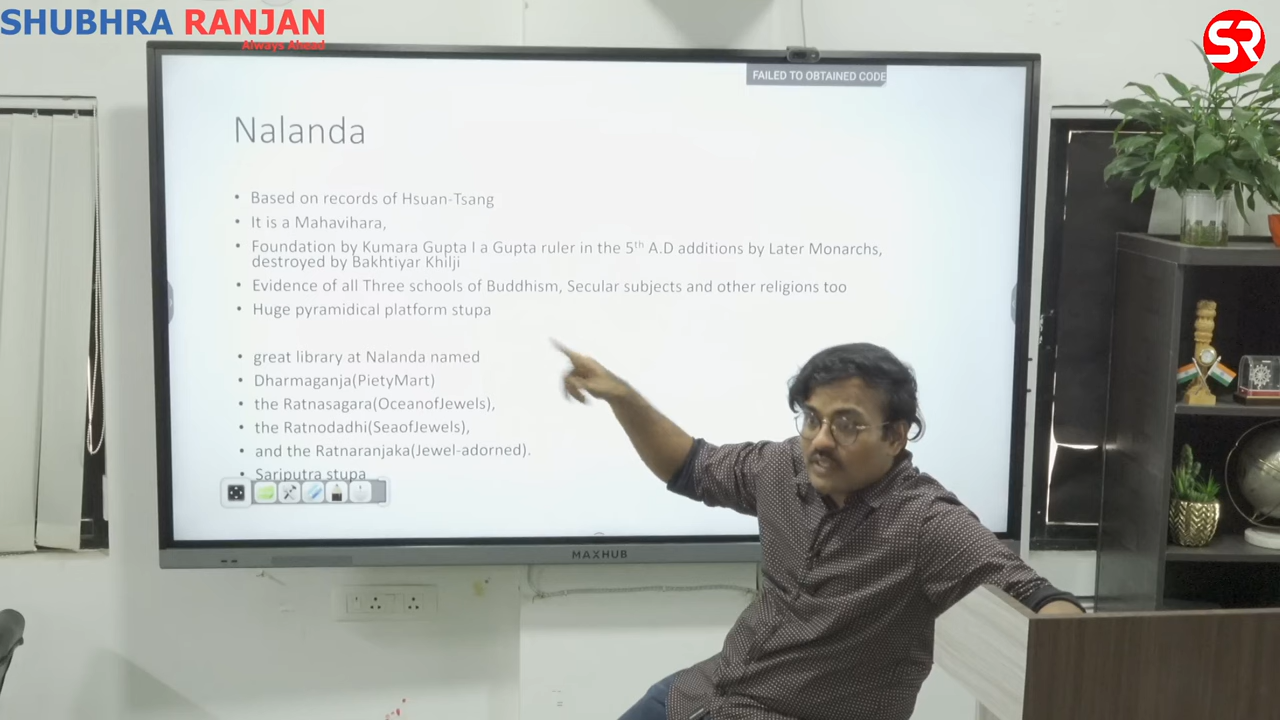 SHUBHRA RANJAN
Always Ahead
SR
FAILED TO OBTAINED CODE
Nalanda
• Based on records of Hsuan-Tsang
• It is a Mahavihara,
• Foundation by Kumara Gupta I a Gupta ruler in the 5th A.D additions by Later Monarchs,
destroyed by Bakhtiyar Khilji
• Evidence of all Three schools of Buddhism, Secular subjects and other religions too
• Huge pyramidical platform stupa
• great library at Nalanda named
• Dharmaganja(PietyMart)
• the Ratnasagara(OceanofJewels),
• the Ratnodadhi(SeaofJewels),
• and the Ratnaranjaka(Jewel-adorned).
• Sariputra stupa
MAXHUB